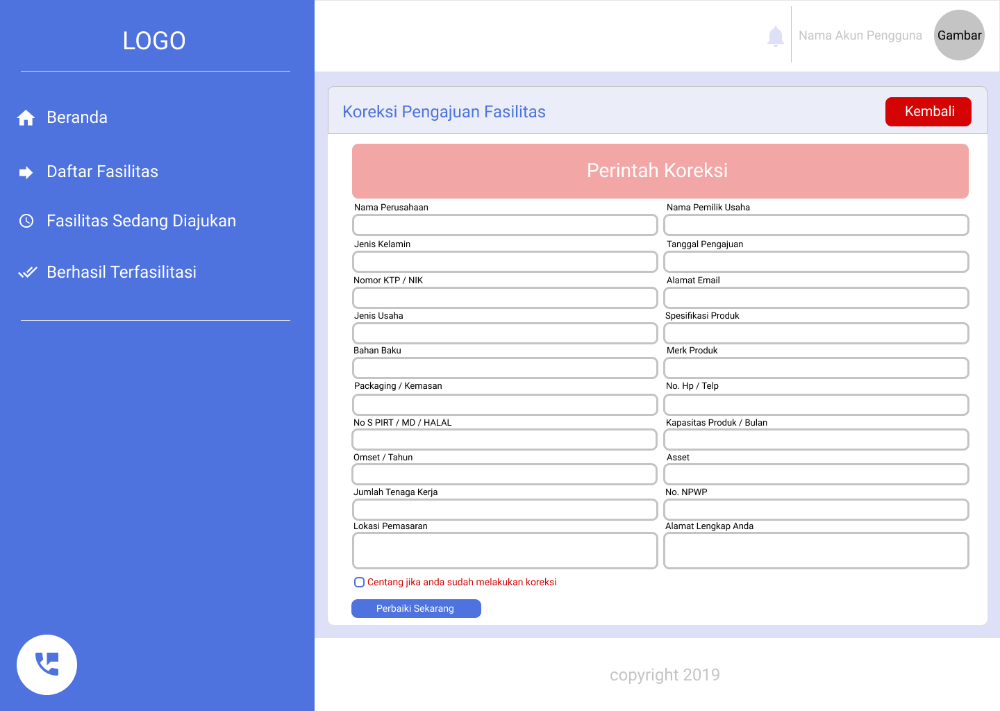 LOGO
Beranda
Daftar Fasilitas
Fasilitas Sedang Diajukan
Berhasil Terfasilitasi
Nama Akun Pengguna
Gambar
Koreksi Pengajuan Fasilitas
Kembali
Perintah Koreksi
Nama Perusahaan
Nama Pemilik Usaha
Jenis Kelamin
Tanggal Pengajuan
Nomor KTP / NIK
Alamat Email
Jenis Usaha
Spesifikasi Produk
Bahan Baku
Merk Produk
Packaging / Kemasan
No. Hp / Telp
No S PIRT / MD / HALAL
Kapasitas Produk / Bulan
Omset / Tahun
Asset
Jumlah Tenaga Kerja
No. NPWP
Lokasi Pemasaran
Alamat Lengkap Anda
Centang jika anda sudah melakukan koreksi
Perbaiki Sekarang
copyright 2019